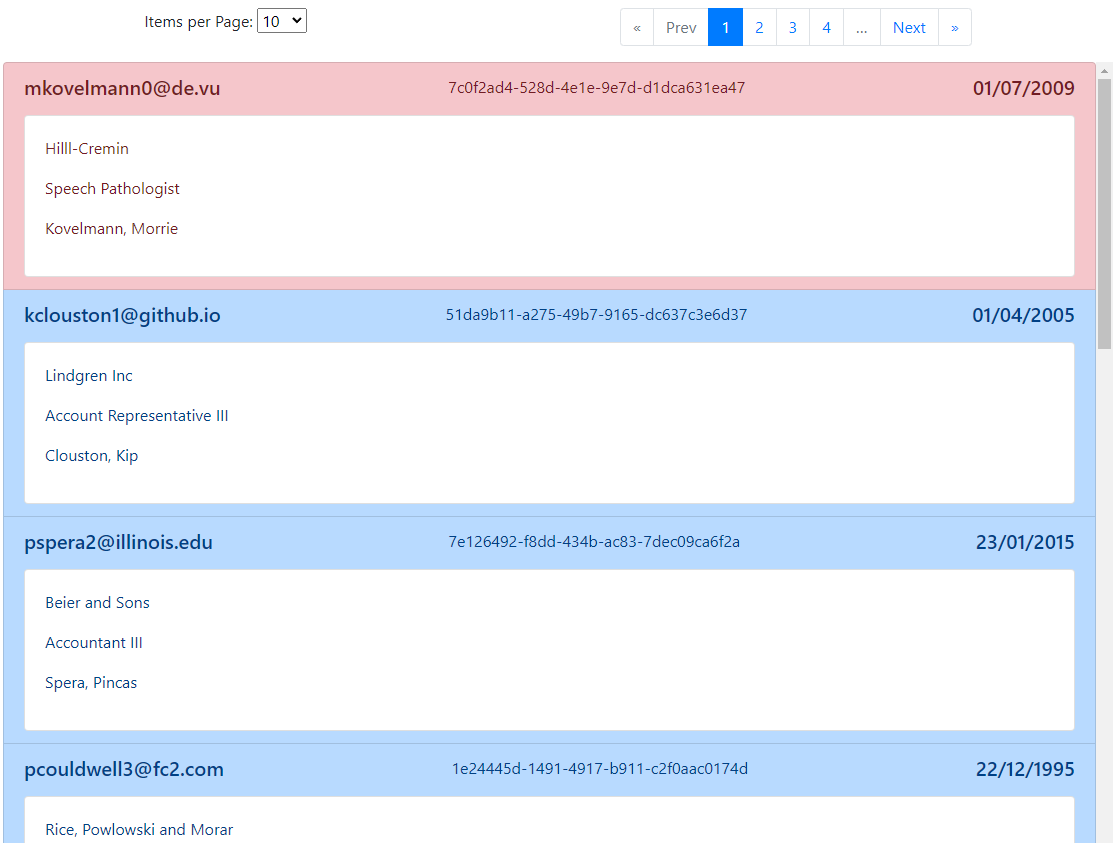 Items per Page: 10
« Prev 1 2 3 4 ... Next »
mkovelmann0@de.vu 7c0f2ad4-528d-4e1e-9e7d-d1dca631ea47 01/07/2009
Hilll-Cremin
Speech Pathologist
Kovelmann, Morrie
kclouston1@github.io 51da9b11-a275-49b7-9165-dc637c3e6d37 01/04/2005
Lindgren Inc
Account Representative III
Clouston, Kip
pspera2@illinois.edu 7e126492-f8dd-434b-ac83-7dec09ca6f2a 23/01/2015
Beier and Sons
Accountant III
Spera, Pincas
pcouldwell3@fc2.com 1e24445d-1491-4917-b911-c2f0aac0174d 22/12/1995
Rice, Powlowski and Morar